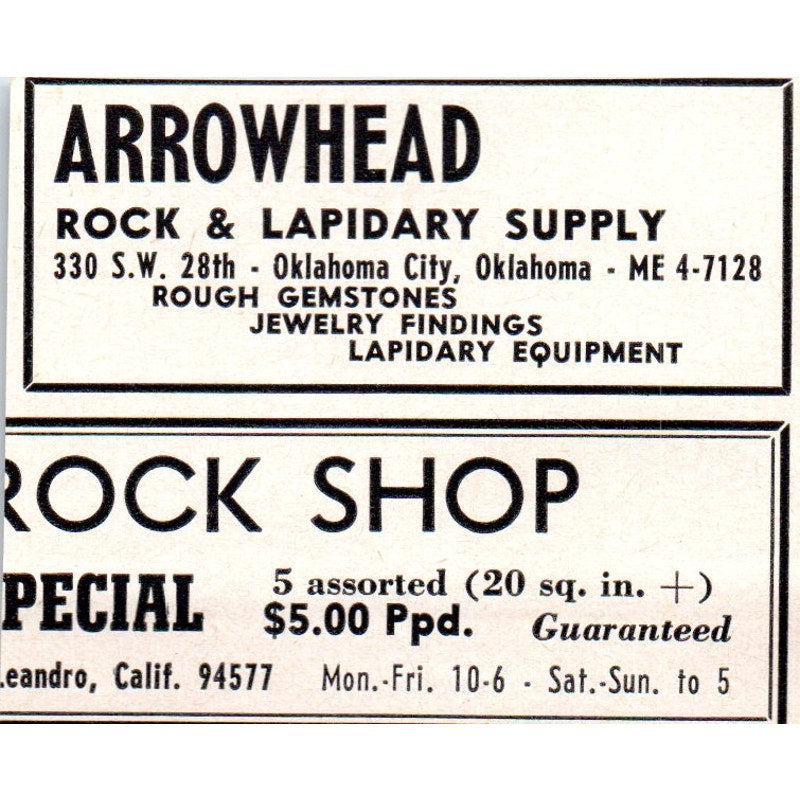 ARROWHEAD
ROCK & LAPIDARY SUPPLY
330 S.W. 28th - Oklahoma City, Oklahoma - ME 4-7128
ROUGH GEMSTONES
JEWELRY FINDINGS
LAPIDARY EQUIPMENT
ROCK SHOP
PECIAL 5 assorted (20 sq. in. +)
$5.00 Ppd. Guaranteed
Leandro, Calif. 94577 Mon.-Fri. 10-6 - Sat.-Sun. to 5